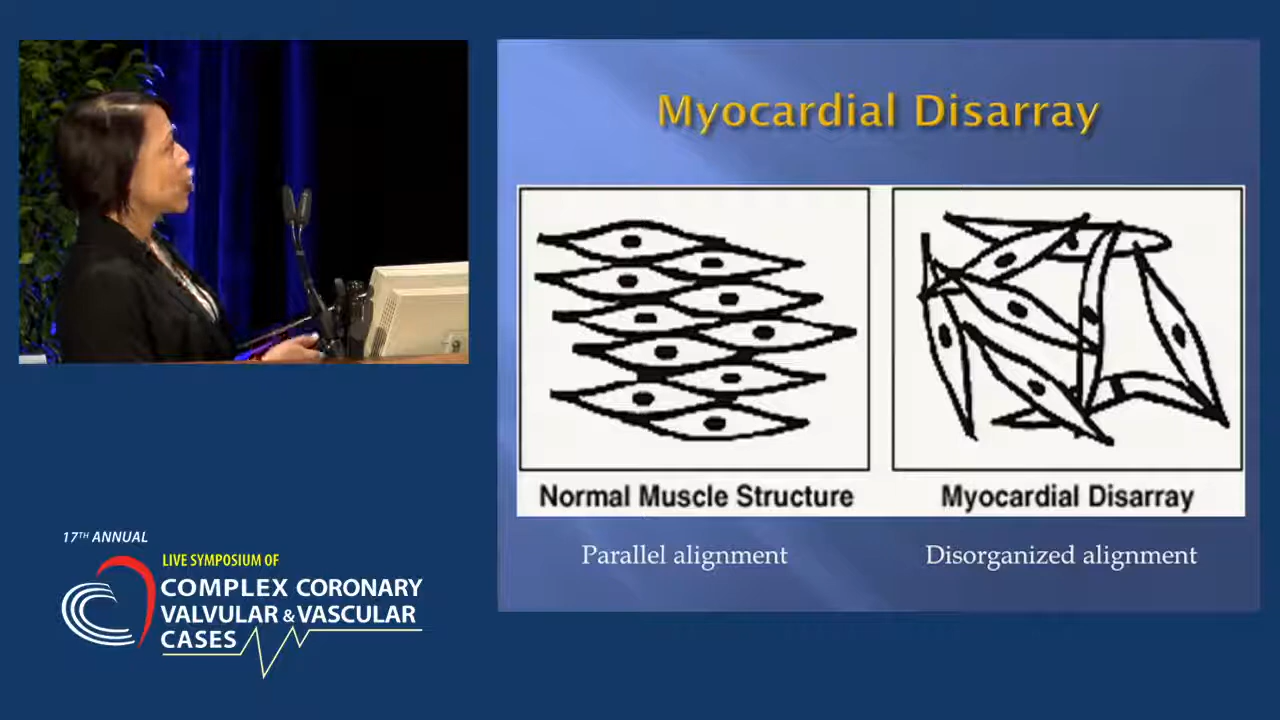 Myocardial Disarray
Normal Muscle Structure
Myocardial Disarray
Parallel alignment
Disorganized alignment
17TH ANNUAL
LIVE SYMPOSIUM OF
COMPLEX CORONARY
VALVULAR & VASCULAR
CASES